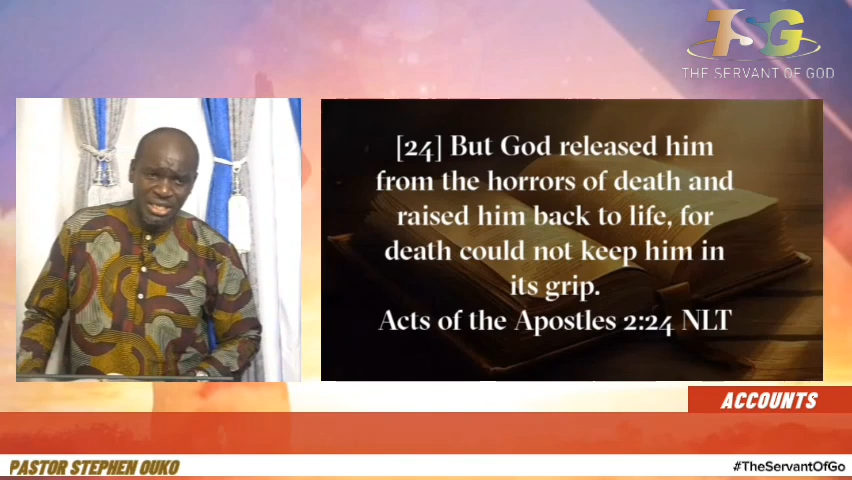 TSG
THE SERVANT OF GOD
[24] But God released him
from the horrors of death and
raised him back to life, for
death could not keep him in
its grip.
Acts of the Apostles 2:24 NLT
ACCOUNTS
PASTOR STEPHEN OUKO
#TheServantOfGo